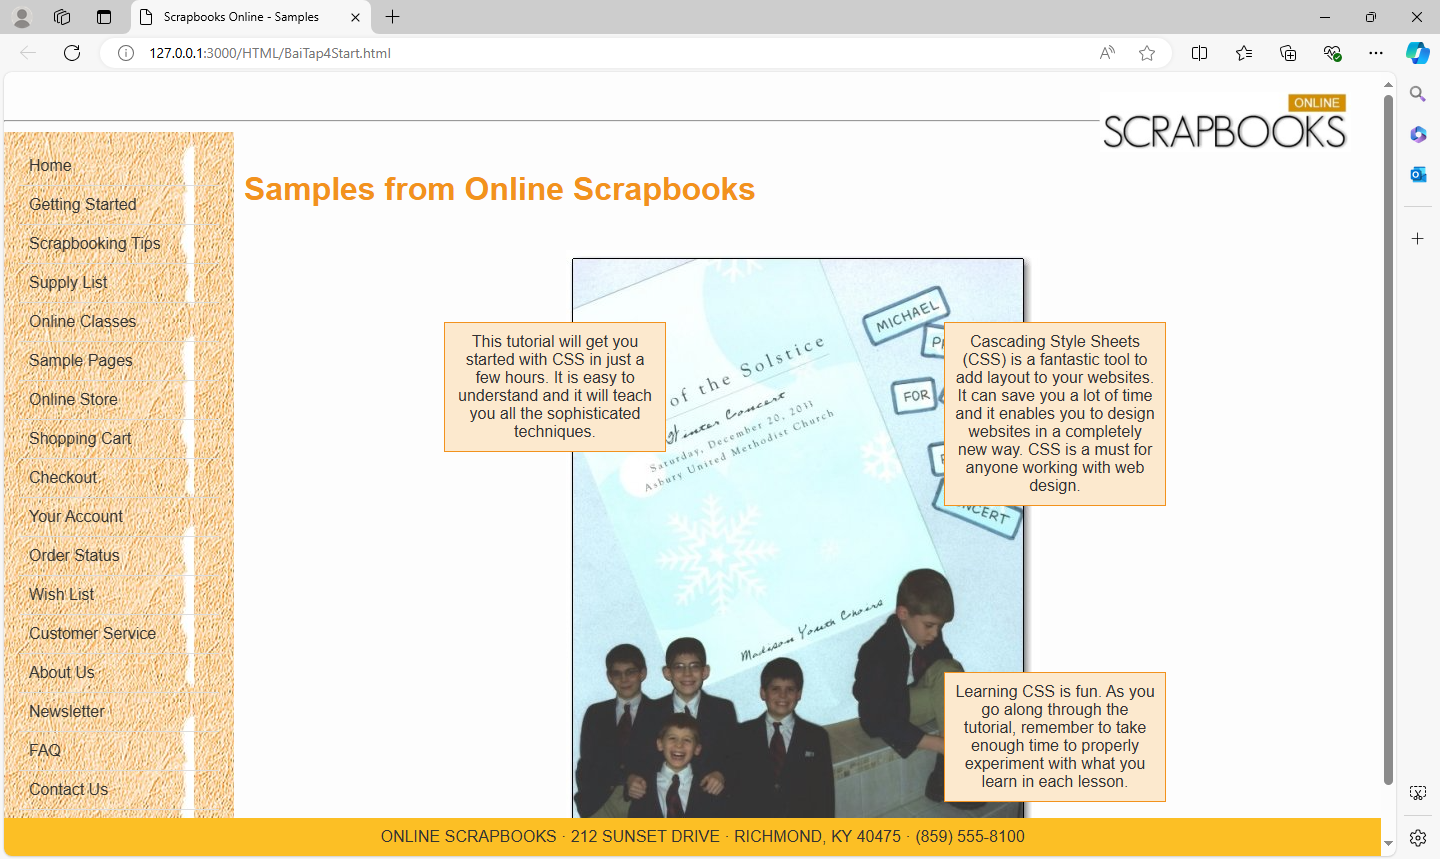 Scrapbooks Online - Samples
127.0.0.1:3000/HTML/BaiTap4Start.html
ONLINE
SCRAPBOOKS
Home
Getting Started
Scrapbooking Tips
Supply List
Online Classes
Sample Pages
Online Store
Shopping Cart
Checkout
Your Account
Order Status
Wish List
Customer Service
About Us
Newsletter
FAQ
Contact Us
Samples from Online Scrapbooks
This tutorial will get you
started with CSS in just a
few hours. It is easy to
understand and it will teach
you all the sophisticated
techniques.
of the Solstice
Winter Concert
Saturday, December 20, 2011
Asbury United Methodist Church
MICHAEL
FOR
Madison Youth Choirs
Cascading Style Sheets
(CSS) is a fantastic tool to
add layout to your websites.
It can save you a lot of time
and it enables you to design
websites in a completely
new way. CSS is a must for
anyone working with web
design.
Learning CSS is fun. As you
go along through the
tutorial, remember to take
enough time to properly
experiment with what you
learn in each lesson.
ONLINE SCRAPBOOKS · 212 SUNSET DRIVE · RICHMOND, KY 40475 · (859) 555-8100